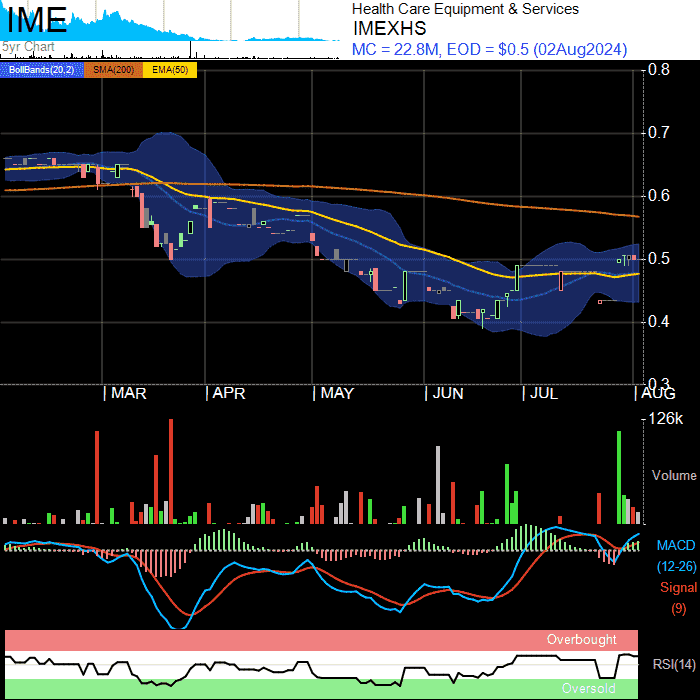 IME
5yr Chart
Health Care Equipment & Services
IMEXHS
MC = 22.8M, EOD = $0.5 (02Aug2024)
BollBands(20,2) SMA(200) EMA(50)
0.8
0.7
0.6
0.5
0.4
0.3
MAR APR MAY JUN JUL AUG
126k
Volume
MACD
(12-26)
Signal
(9)
Overbought
RSI(14)
Oversold